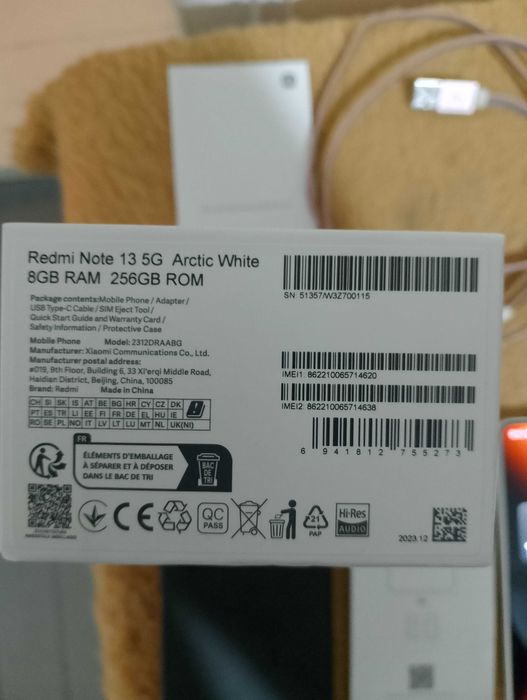 Redmi Note 13 5G Arctic White
8GB RAM 256GB ROM
Package contents:Mobile Phone / Adapter /
USB Type-C Cable / SIM Eject Tool /
Quick Start Guide and Warranty Card /
Safety Information / Protective Case
Mobile Phone Model: 2312DRAABG
Manufacturer: Xiaomi Communications Co., Ltd.
Manufacturer postal address:
#019, 9th Floor, Building 6, 33 Xi'erqi Middle Road,
Haidian District, Beijing, China, 100085
Brand: Redmi Made in China
SN: 51357/W3Z700115
IMEI1: 862210065714620
IMEI2: 862210065714638
6 941812 755273
CH SI SK IS AT BE BG HR CY CZ DK
PT ES TR LI EE FI FR DE EL HU IE
RO SE PL NO IT LV LT LU MT NL UK(NI)
FR
ÉLÉMENTS D'EMBALLAGE
À SÉPARER ET À DÉPOSER
DANS LE BAC DE TRI
BAC
DE
TRI
CE
QC
PASS
21
PAP
Hi-Res
AUDIO
2023.12